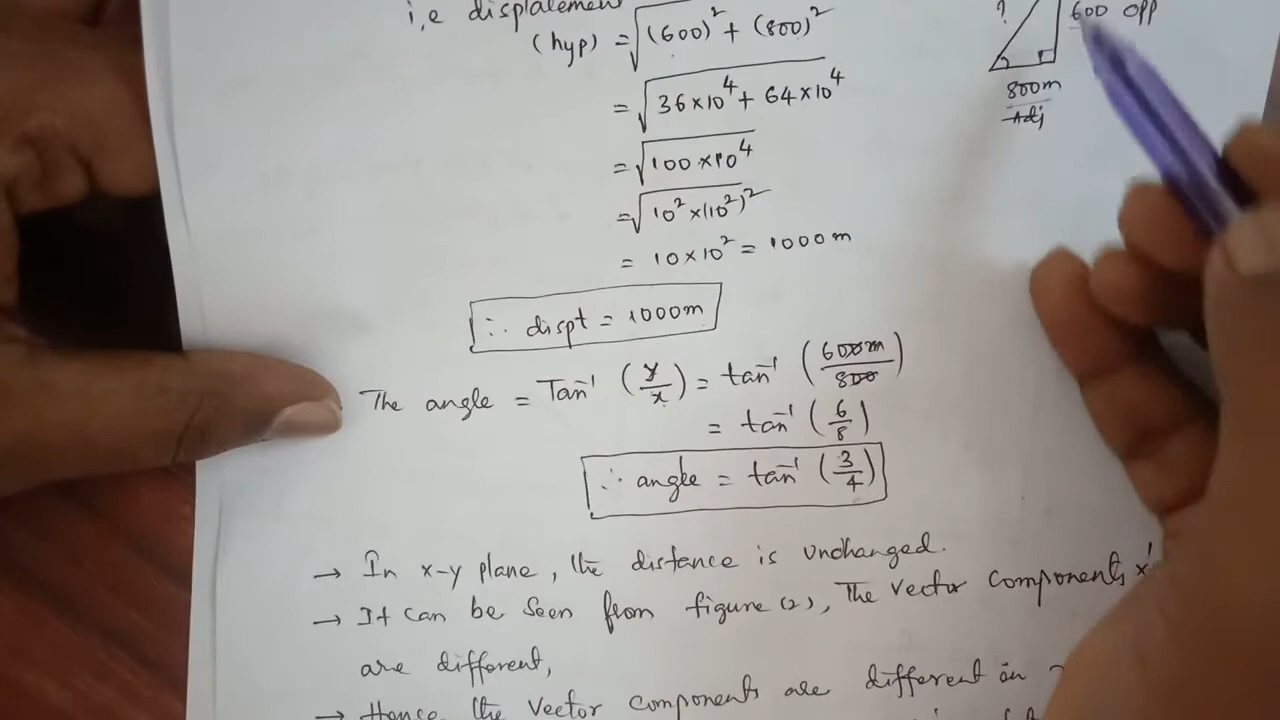 i,e displalement
(hyp) = √(600)² + (800)²
? 600 opp
800m
Adj
= √36×10⁴ + 64×10⁴
= √100×10⁴
= √10²×(10²)²
= 10×10² = 1000m
∴ dispt = 1000m
The angle = Tan⁻¹ (y/x) = tan⁻¹ (600m/800)
= tan⁻¹ (6/8)
∴ angle = tan⁻¹ (3/4)
→ In x-y plane, the distance is unchanged.
→ It can be seen from figure (2), The vector components x'
are different,
→ Hence the vector components are different in